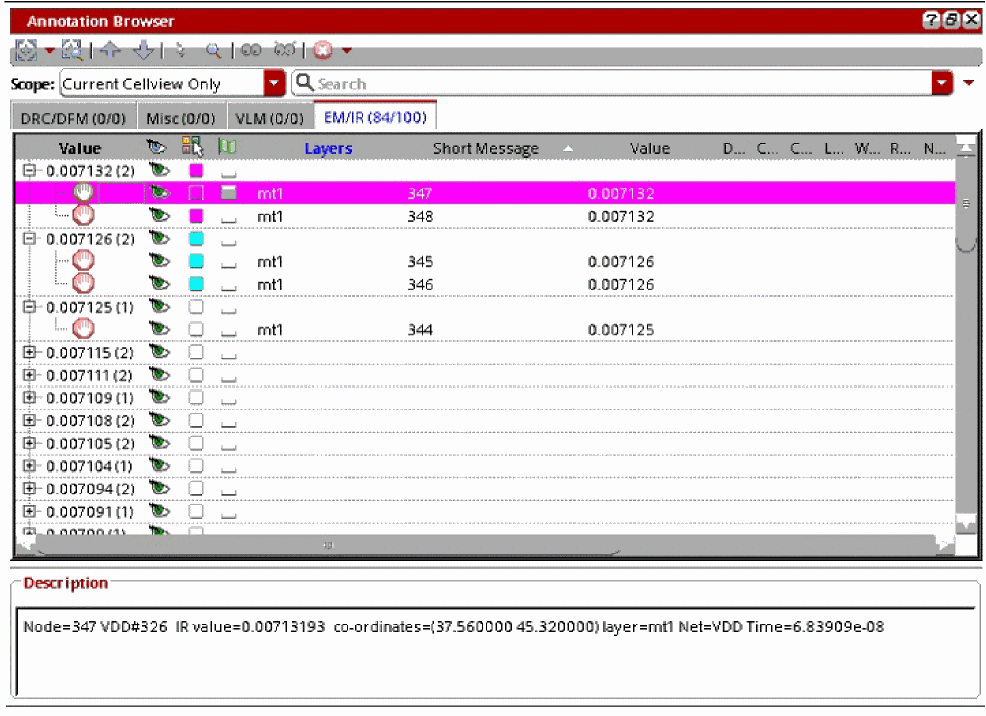 Annotation Browser
Scope: Current Cellview Only Search
DRC/DFM (0/0) Misc (0/0) VLM (0/0) EM/IR (84/100)
Value Layers Short Message Value D... C... C... L... W... R... N...
0.007132 (2)
mt1 347 0.007132
mt1 348 0.007132
0.007126 (2)
mt1 345 0.007126
mt1 346 0.007126
0.007125 (1)
mt1 344 0.007125
0.007115 (2)
0.007111 (2)
0.007109 (1)
0.007108 (2)
0.007105 (2)
0.007104 (1)
0.007094 (2)
0.007091 (1)
Description
Node=347 VDD#326 IR value=0.00713193 co-ordinates=(37.560000 45.320000) layer=mt1 Net=VDD Time=6.83909e-08